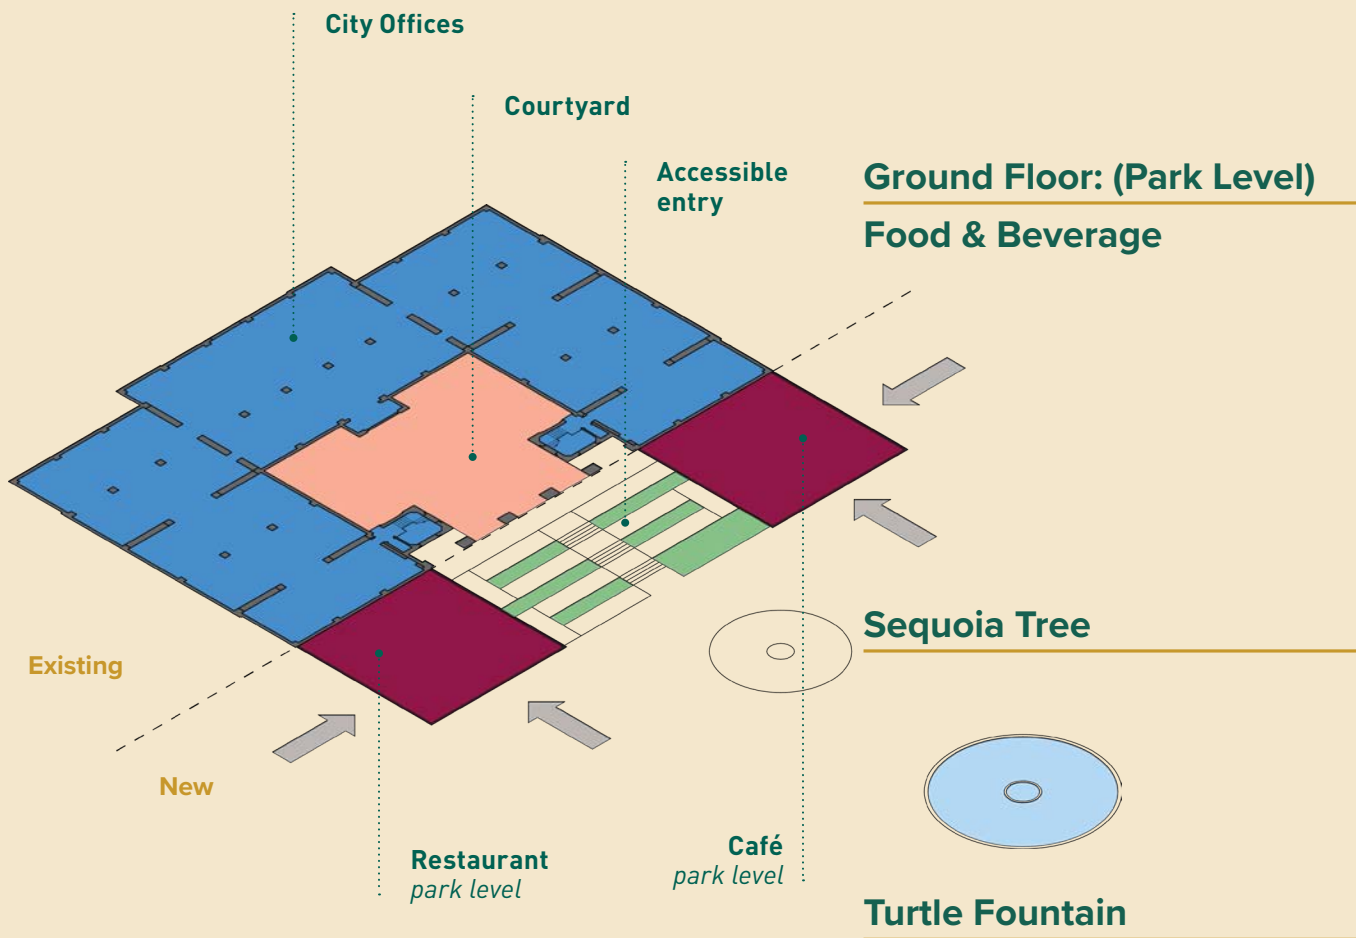 City Offices
Courtyard
Accessible
entry
Ground Floor: (Park Level)
Food & Beverage
Sequoia Tree
Existing
New
Restaurant
park level
Café
park level
Turtle Fountain